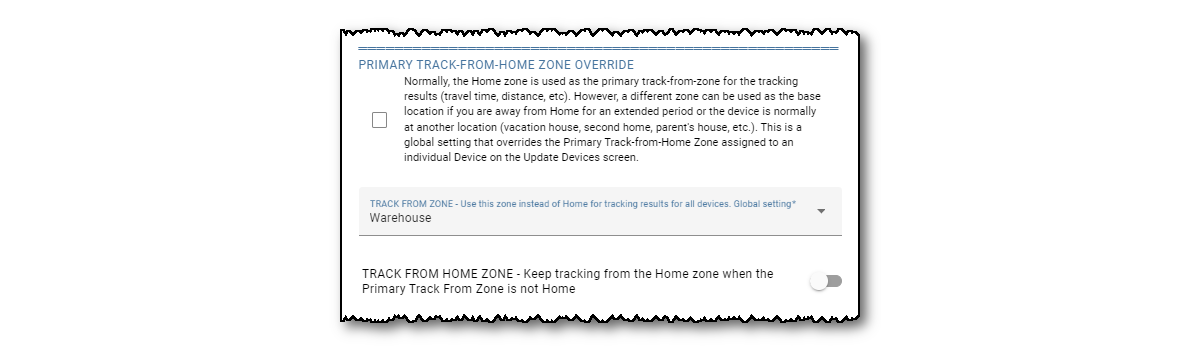 PRIMARY TRACK-FROM-HOME ZONE OVERRIDE
Normally, the Home zone is used as the primary track-from-zone for the tracking
results (travel time, distance, etc). However, a different zone can be used as the base
location if you are away from Home for an extended period or the device is normally
at another location (vacation house, second home, parent's house, etc.). This is a
global setting that overrides the Primary Track-from-Home Zone assigned to an
individual Device on the Update Devices screen.
TRACK FROM ZONE - Use this zone instead of Home for tracking results for all devices. Global setting*
Warehouse
TRACK FROM HOME ZONE - Keep tracking from the Home zone when the
Primary Track From Zone is not Home